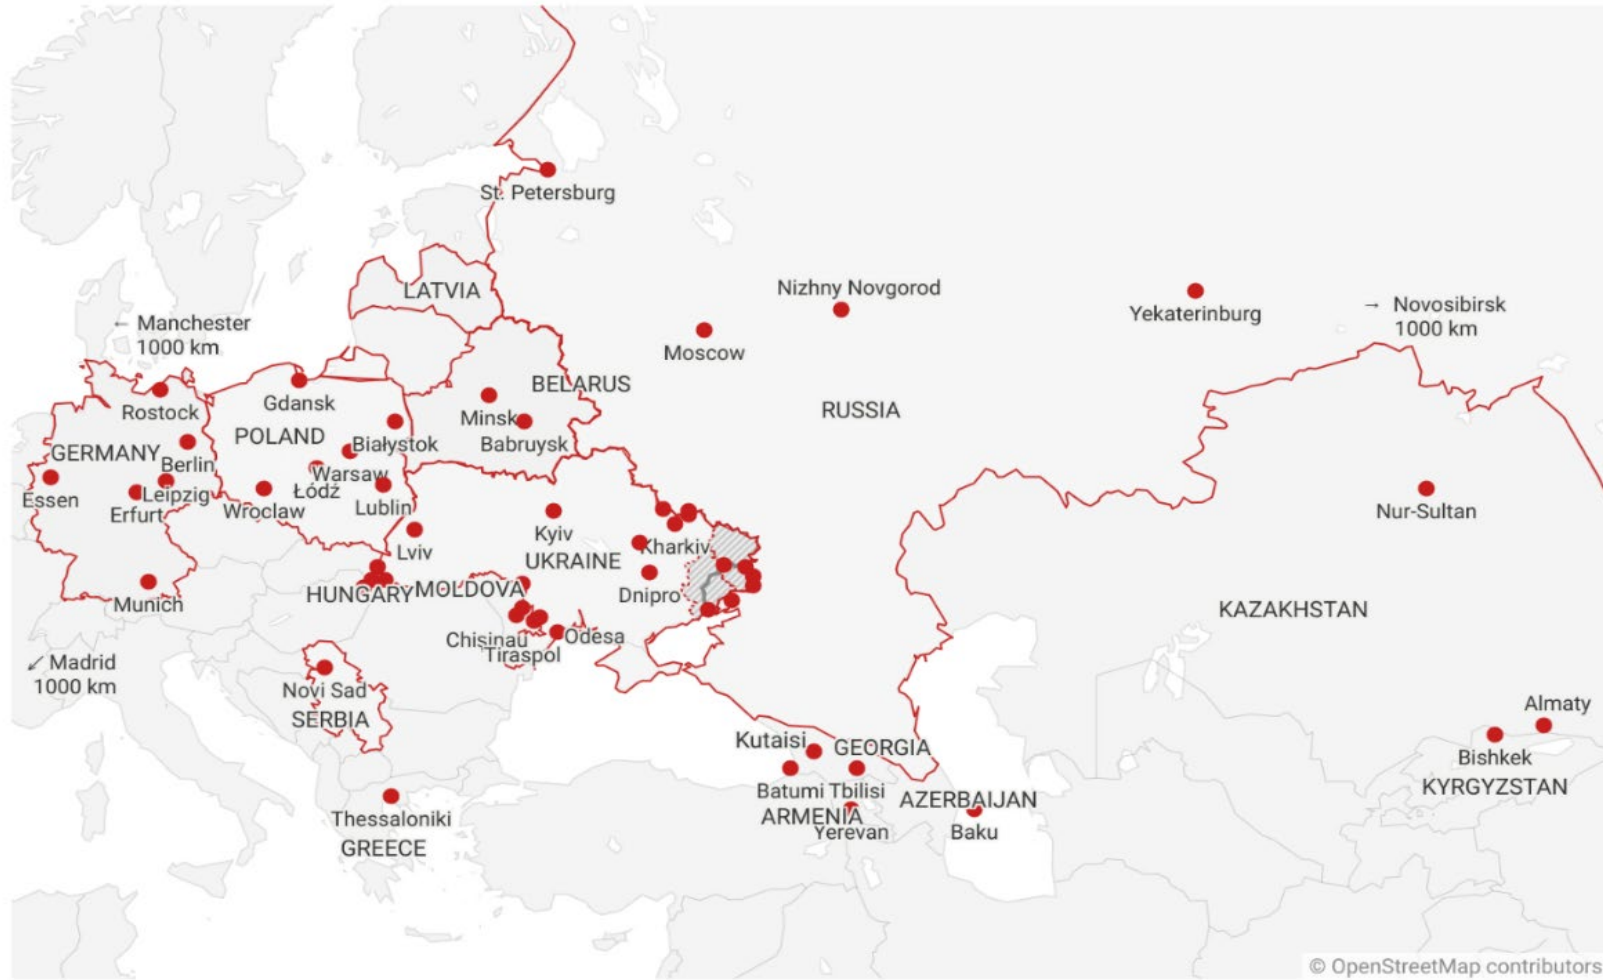 St. Petersburg
LATVIA
Nizhny Novgorod
Yekaterinburg
→ Novosibirsk
1000 km
← Manchester
1000 km
Moscow
BELARUS
Minsk
Babruysk
RUSSIA
Rostock
Gdansk
POLAND
Białystok
GERMANY
Berlin
Warsaw
Essen
Leipzig
Łódź
Erfurt
Wroclaw
Lublin
Nur-Sultan
Lviv
Kyiv
Kharkiv
UKRAINE
Munich
HUNGARY
MOLDOVA
Dnipro
KAZAKHSTAN
Chisinau
Odesa
Tiraspol
↙ Madrid
1000 km
Novi Sad
SERBIA
Almaty
Kutaisi
GEORGIA
Bishkek
KYRGYZSTAN
Batumi
Tbilisi
AZERBAIJAN
ARMENIA
Yerevan
Baku
Thessaloniki
GREECE
© OpenStreetMap contributors